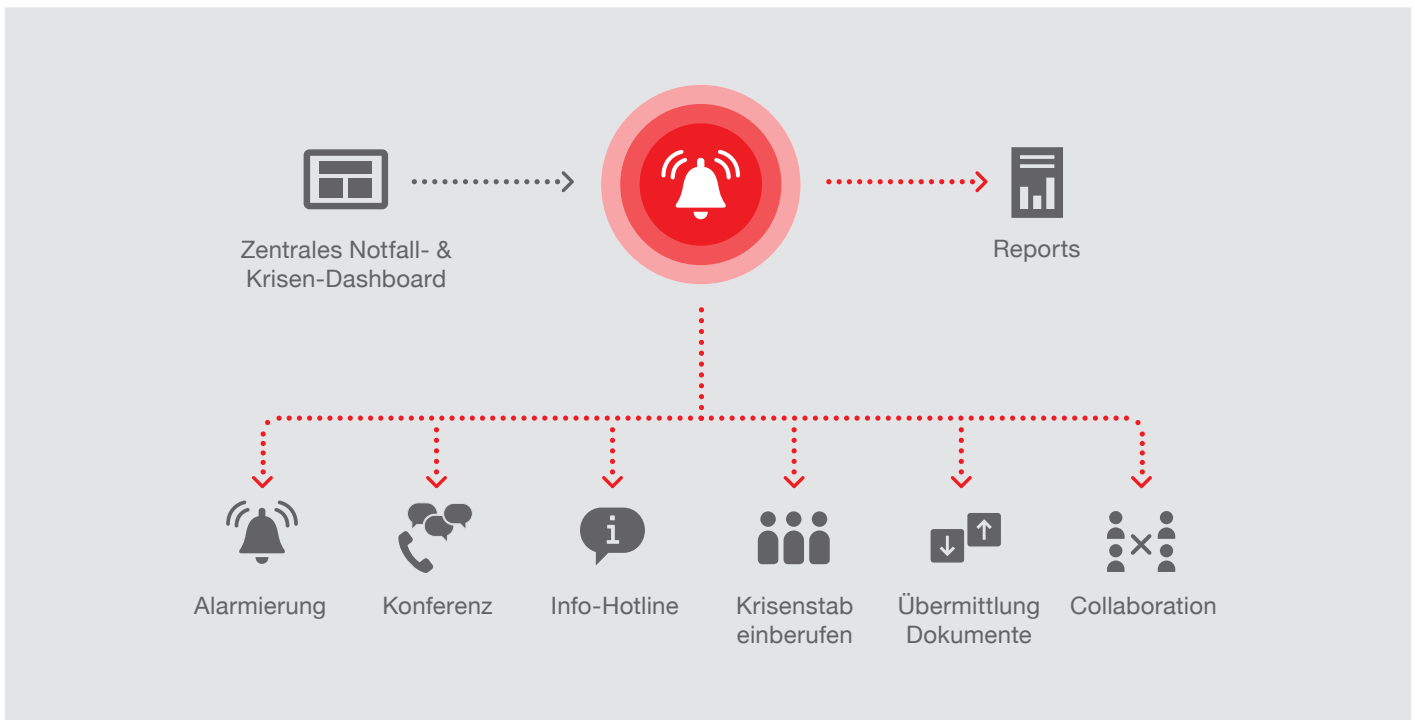 Zentrales Notfall- &
Krisen-Dashboard
Reports
Alarmierung
Konferenz
Info-Hotline
Krisenstab
einberufen
Übermittlung
Dokumente
Collaboration